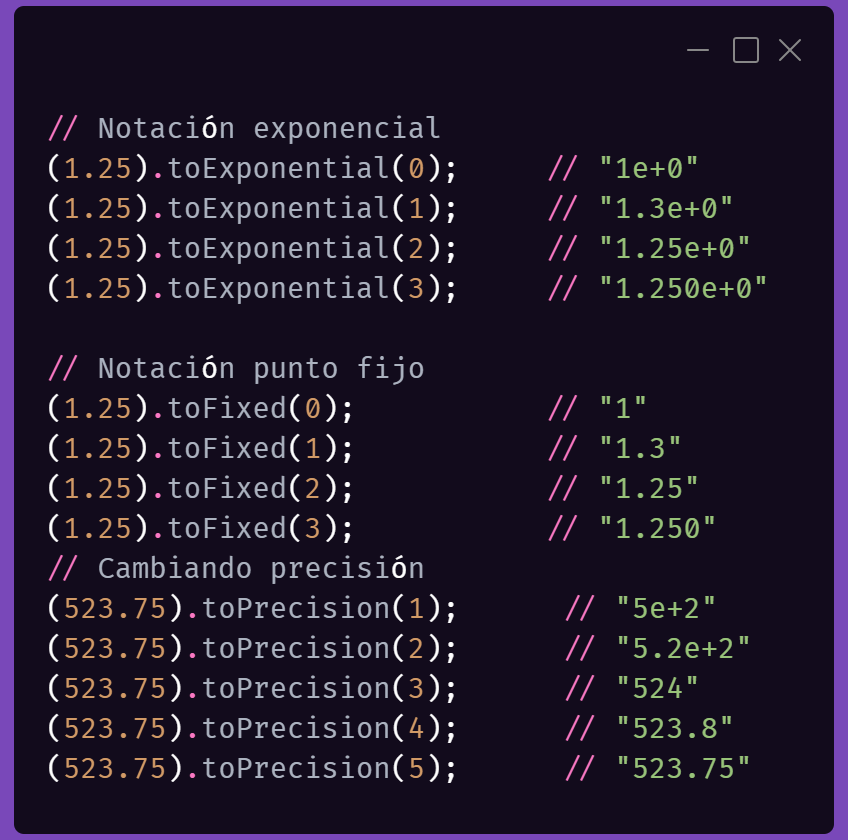 // Notación exponencial
(1.25).toExponential(0);     // "1e+0"
(1.25).toExponential(1);     // "1.3e+0"
(1.25).toExponential(2);     // "1.25e+0"
(1.25).toExponential(3);     // "1.250e+0"
// Notación punto fijo
(1.25).toFixed(0);           // "1"
(1.25).toFixed(1);           // "1.3"
(1.25).toFixed(2);           // "1.25"
(1.25).toFixed(3);           // "1.250"
// Cambiando precisión
(523.75).toPrecision(1);      // "5e+2"
(523.75).toPrecision(2);      // "5.2e+2"
(523.75).toPrecision(3);      // "524"
(523.75).toPrecision(4);      // "523.8"
(523.75).toPrecision(5);      // "523.75"